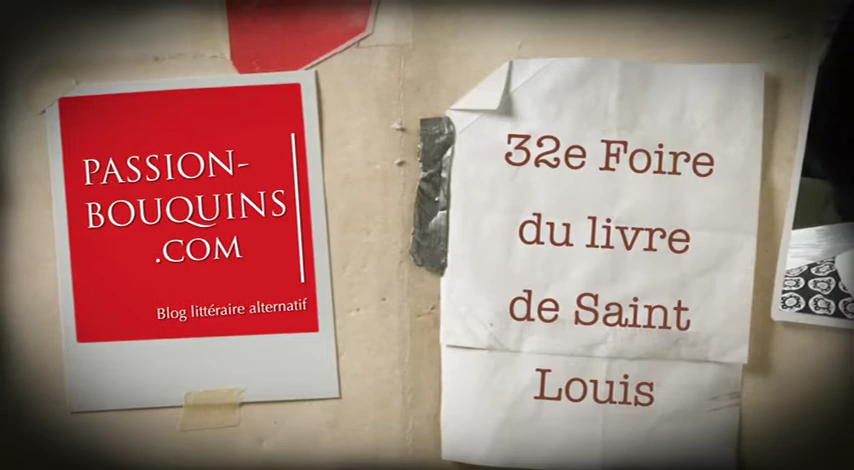 PASSION-
BOUQUINS
.COM
Blog littéraire alternatif
32e Foire
du livre
de Saint
Louis